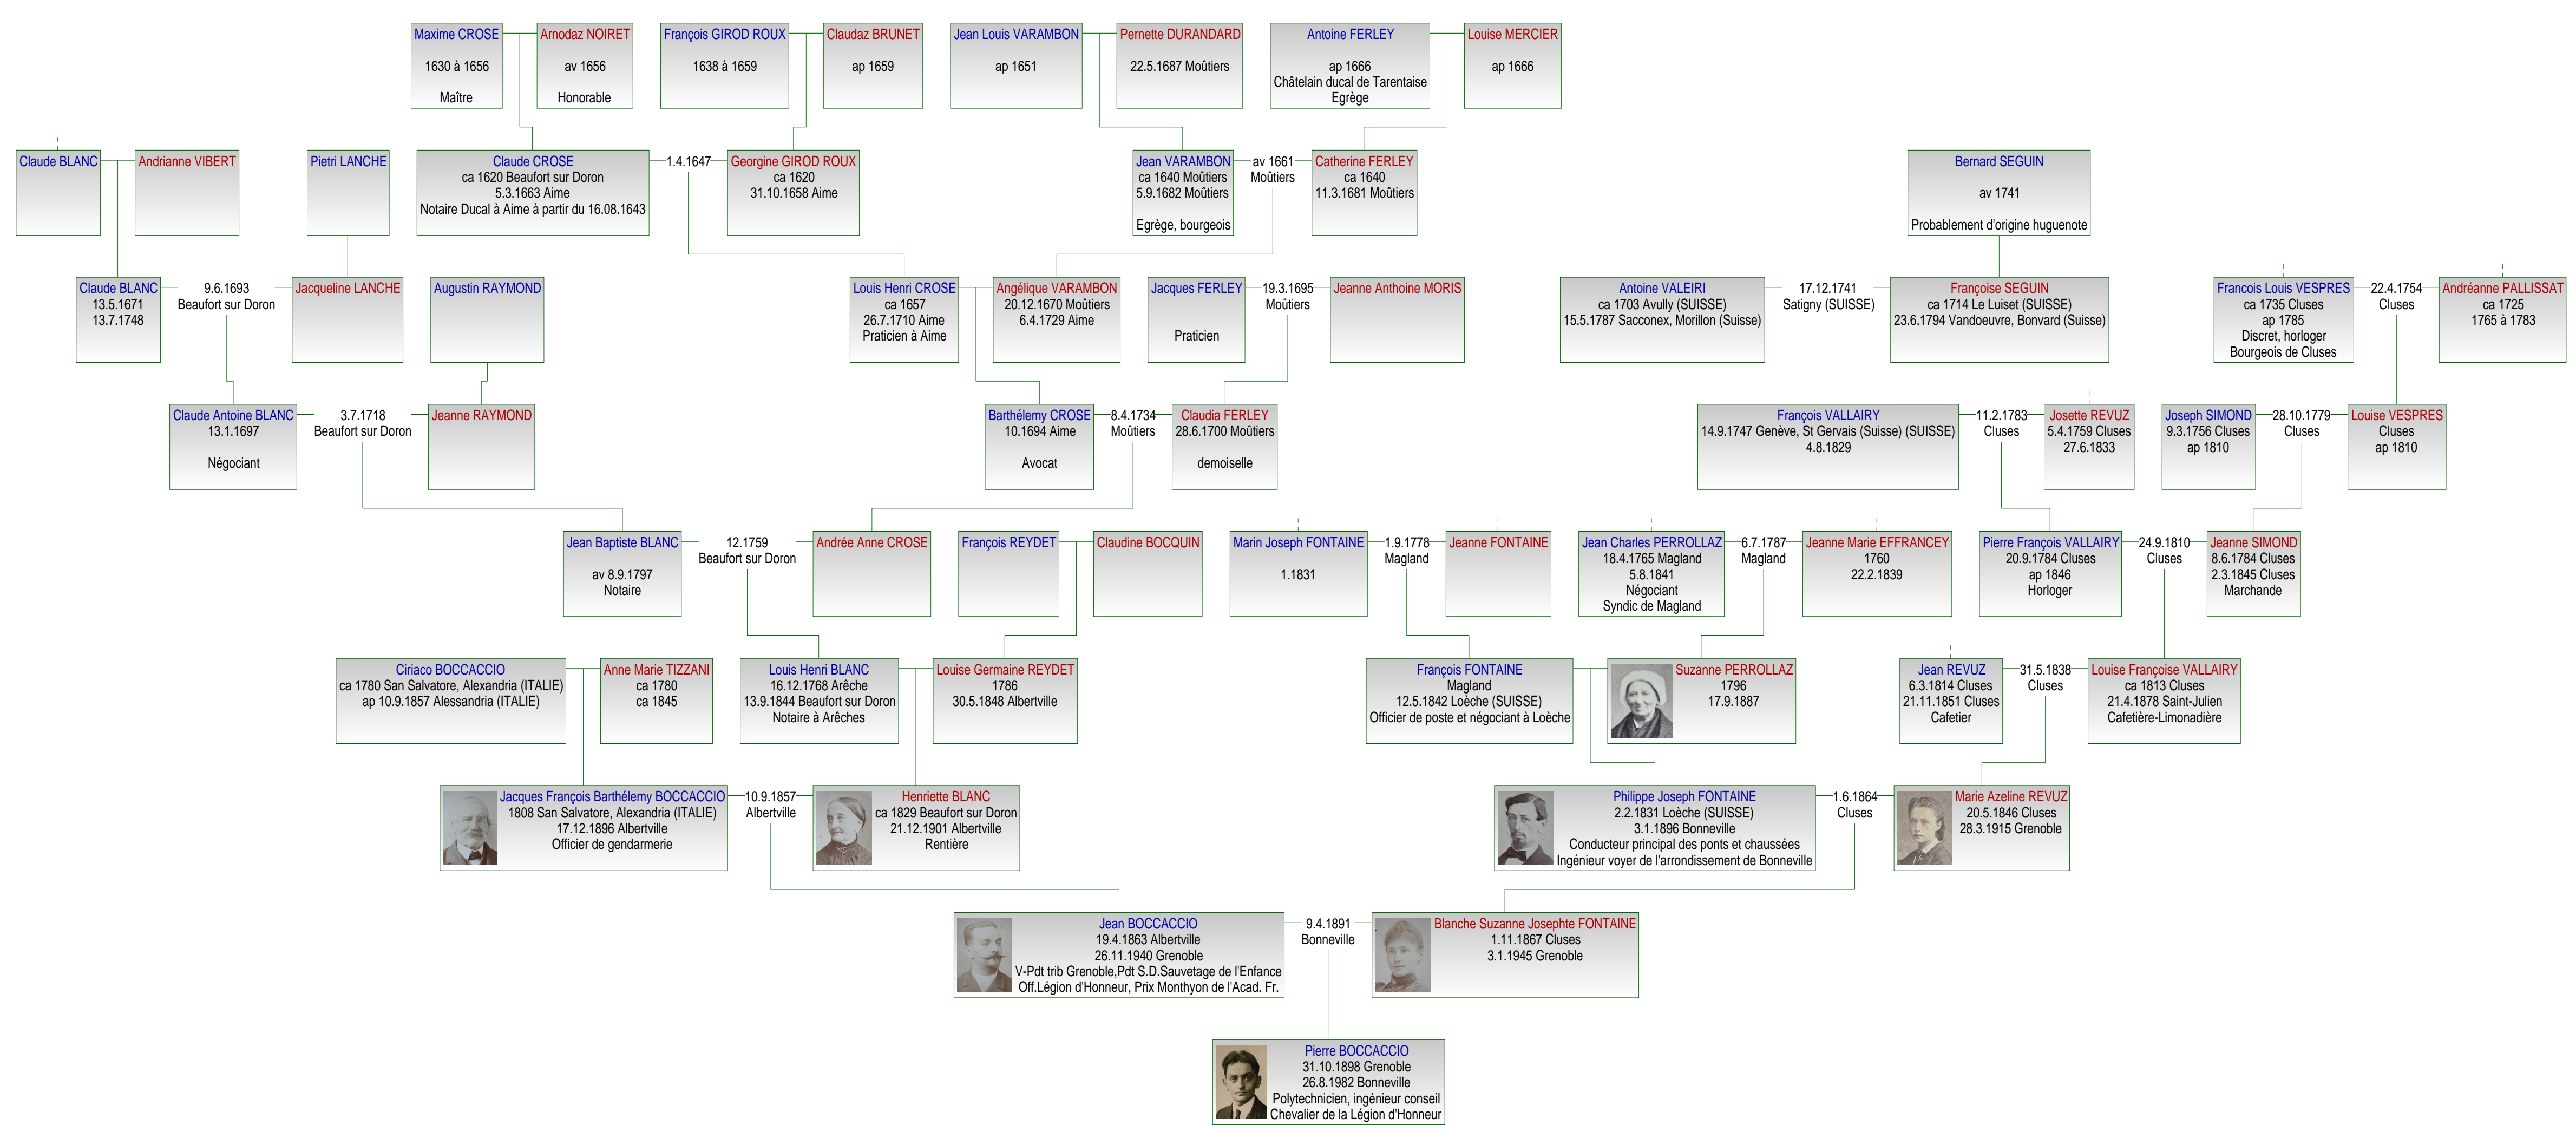 Maxime CROSE
1630 à 1656
Maître
Arnodaz NOIRET
av 1656
Honorable
François GIROD ROUX
1638 à 1659
Claudaz BRUNET
ap 1659
Jean Louis VARAMBON
ap 1651
Pernette DURANDARD
22.5.1687 Moûtiers
Antoine FERLEY
ap 1666
Châtelain ducal de Tarentaise
Egrège
Louise MERCIER
ap 1666
Claude BLANC
Andrianne VIBERT
Pietri LANCHE
Claude CROSE
ca 1620 Beaufort sur Doron
5.3.1663 Aime
Notaire Ducal à Aime à partir du 16.08.1643
1.4.1647
Georgine GIROD ROUX
ca 1620
31.10.1658 Aime
Jean VARAMBON
ca 1640 Moûtiers
5.9.1682 Moûtiers
Egrège, bourgeois
av 1661
Moûtiers
Catherine FERLEY
ca 1640
11.3.1681 Moûtiers
Bernard SEGUIN
av 1741
Probablement d'origine huguenote
Claude BLANC
13.5.1671
13.7.1748
9.6.1693
Beaufort sur Doron
Jacqueline LANCHE
Augustin RAYMOND
Louis Henri CROSE
ca 1657
26.7.1710 Aime
Praticien à Aime
Angélique VARAMBON
20.12.1670 Moûtiers
6.4.1729 Aime
Jacques FERLEY
Praticien
19.3.1695
Moûtiers
Jeanne Anthoine MORIS
Antoine VALEIRI
ca 1703 Avully (SUISSE)
15.5.1787 Sacconex, Morillon (Suisse)
17.12.1741
Satigny (SUISSE)
Françoise SEGUIN
ca 1714 Le Luiset (SUISSE)
23.6.1794 Vandoeuvre, Bonvard (Suisse)
Francois Louis VESPRES
ca 1735 Cluses
ap 1785
Discret, horloger
Bourgeois de Cluses
22.4.1754
Cluses
Andréanne PALLISSAT
ca 1725
1765 à 1783
Claude Antoine BLANC
13.1.1697
Négociant
3.7.1718
Beaufort sur Doron
Jeanne RAYMOND
Barthélemy CROSE
10.1694 Aime
Avocat
8.4.1734
Moûtiers
Claudia FERLEY
28.6.1700 Moûtiers
demoiselle
François VALLAIRY
14.9.1747 Genève, St Gervais (Suisse) (SUISSE)
4.8.1829
11.2.1783
Cluses
Josette REVUZ
5.4.1759 Cluses
27.6.1833
Joseph SIMOND
9.3.1756 Cluses
ap 1810
28.10.1779
Cluses
Louise VESPRES
Cluses
ap 1810
Jean Baptiste BLANC
av 8.9.1797
Notaire
12.1759
Beaufort sur Doron
Andrée Anne CROSE
François REYDET
Claudine BOCQUIN
Marin Joseph FONTAINE
1.1831
1.9.1778
Magland
Jeanne FONTAINE
Jean Charles PERROLLAZ
18.4.1765 Magland
5.8.1841
Négociant
Syndic de Magland
6.7.1787
Magland
Jeanne Marie EFFRANCEY
1760
22.2.1839
Pierre François VALLAIRY
20.9.1784 Cluses
ap 1846
Horloger
24.9.1810
Cluses
Jeanne SIMOND
8.6.1784 Cluses
2.3.1845 Cluses
Marchande
Ciriaco BOCCACCIO
ca 1780 San Salvatore, Alexandria (ITALIE)
ap 10.9.1857 Alessandria (ITALIE)
Anne Marie TIZZANI
ca 1780
ca 1845
Louis Henri BLANC
16.12.1768 Arêche
13.9.1844 Beaufort sur Doron
Notaire à Arêches
Louise Germaine REYDET
1786
30.5.1848 Albertville
François FONTAINE
Magland
12.5.1842 Loèche (SUISSE)
Officier de poste et négociant à Loèche
Suzanne PERROLLAZ
1796
17.9.1887
Jean REVUZ
6.3.1814 Cluses
21.11.1851 Cluses
Cafetier
31.5.1838
Cluses
Louise Françoise VALLAIRY
ca 1813 Cluses
21.4.1878 Saint-Julien
Cafetière-Limonadière
Jacques François Barthélemy BOCCACCIO
1808 San Salvatore, Alexandria (ITALIE)
17.12.1896 Albertville
Officier de gendarmerie
10.9.1857
Albertville
Henriette BLANC
ca 1829 Beaufort sur Doron
21.12.1901 Albertville
Rentière
Philippe Joseph FONTAINE
2.2.1831 Loèche (SUISSE)
3.1.1896 Bonneville
Conducteur principal des ponts et chaussées
Ingénieur voyer de l'arrondissement de Bonneville
1.6.1864
Cluses
Marie Azeline REVUZ
20.5.1846 Cluses
28.3.1915 Grenoble
Jean BOCCACCIO
19.4.1863 Albertville
26.11.1940 Grenoble
V-Pdt trib Grenoble,Pdt S.D.Sauvetage de l'Enfance
Off.Légion d'Honneur, Prix Monthyon de l'Acad. Fr.
9.4.1891
Bonneville
Blanche Suzanne Josephte FONTAINE
1.11.1867 Cluses
3.1.1945 Grenoble
Pierre BOCCACCIO
31.10.1898 Grenoble
26.8.1982 Bonneville
Polytechnicien, ingénieur conseil
Chevalier de la Légion d'Honneur